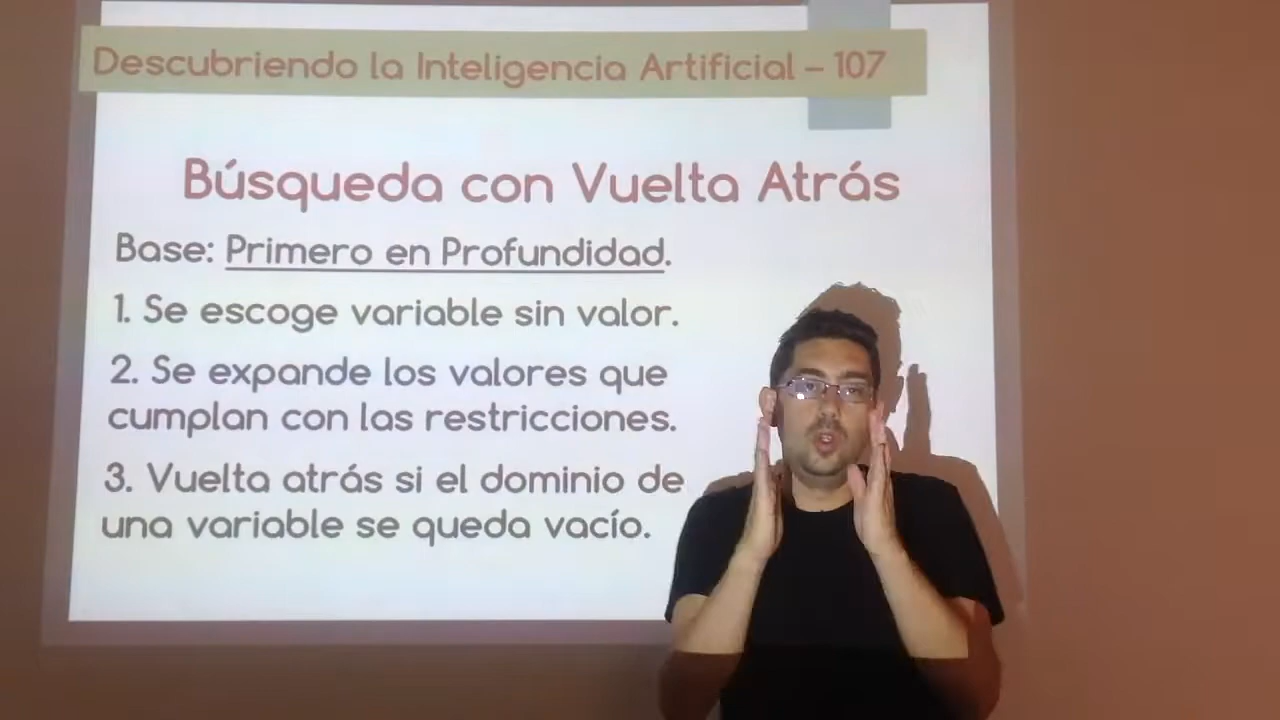 Descubriendo la Inteligencia Artificial – 107
Búsqueda con Vuelta Atrás
Base: Primero en Profundidad.
1. Se escoge variable sin valor.
2. Se expande los valores que
cumplan con las restricciones.
3. Vuelta atrás si el dominio de
una variable se queda vacío.